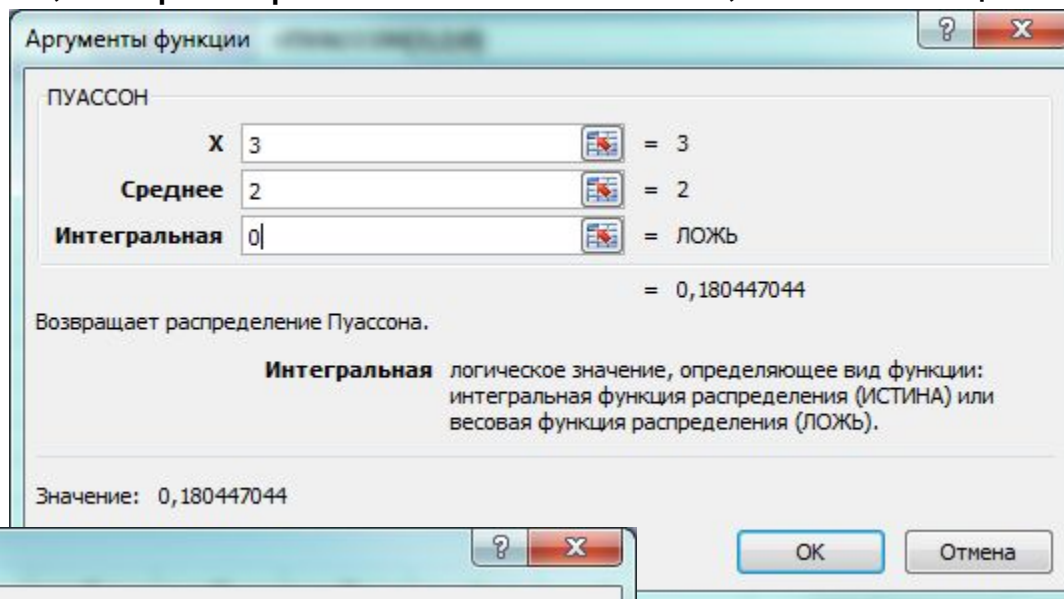 Аргументы функции
ПУАССОН
X 3 = 3
Среднее 2 = 2
Интегральная 0 = ЛОЖЬ
= 0,180447044
Возвращает распределение Пуассона.
Интегральная логическое значение, определяющее вид функции:
интегральная функция распределения (ИСТИНА) или
весовая функция распределения (ЛОЖЬ).
Значение: 0,180447044
ОК Отмена